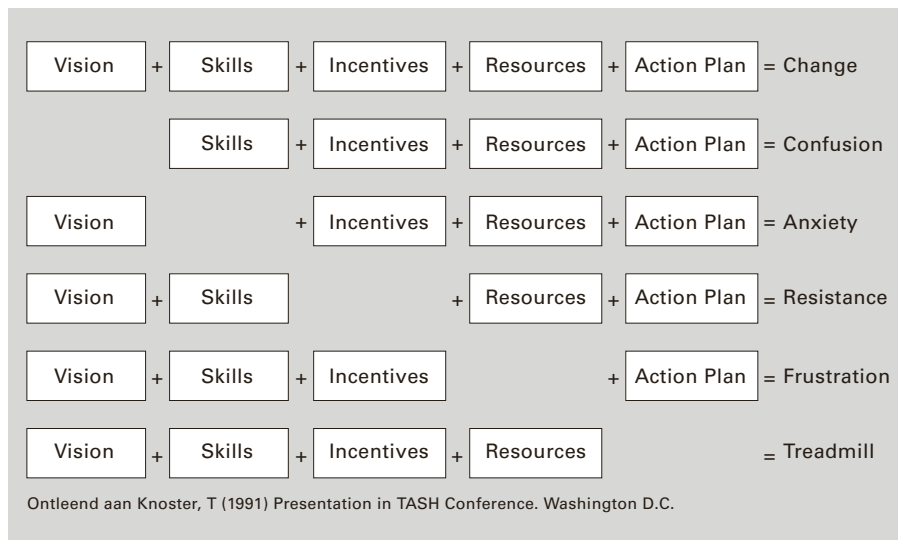 Vision + Skills + Incentives + Resources + Action Plan = Change
Skills + Incentives + Resources + Action Plan = Confusion
Vision + Incentives + Resources + Action Plan = Anxiety
Vision + Skills + Resources + Action Plan = Resistance
Vision + Skills + Incentives + Action Plan = Frustration
Vision + Skills + Incentives + Resources = Treadmill
Ontleend aan Knoster, T (1991) Presentation in TASH Conference. Washington D.C.